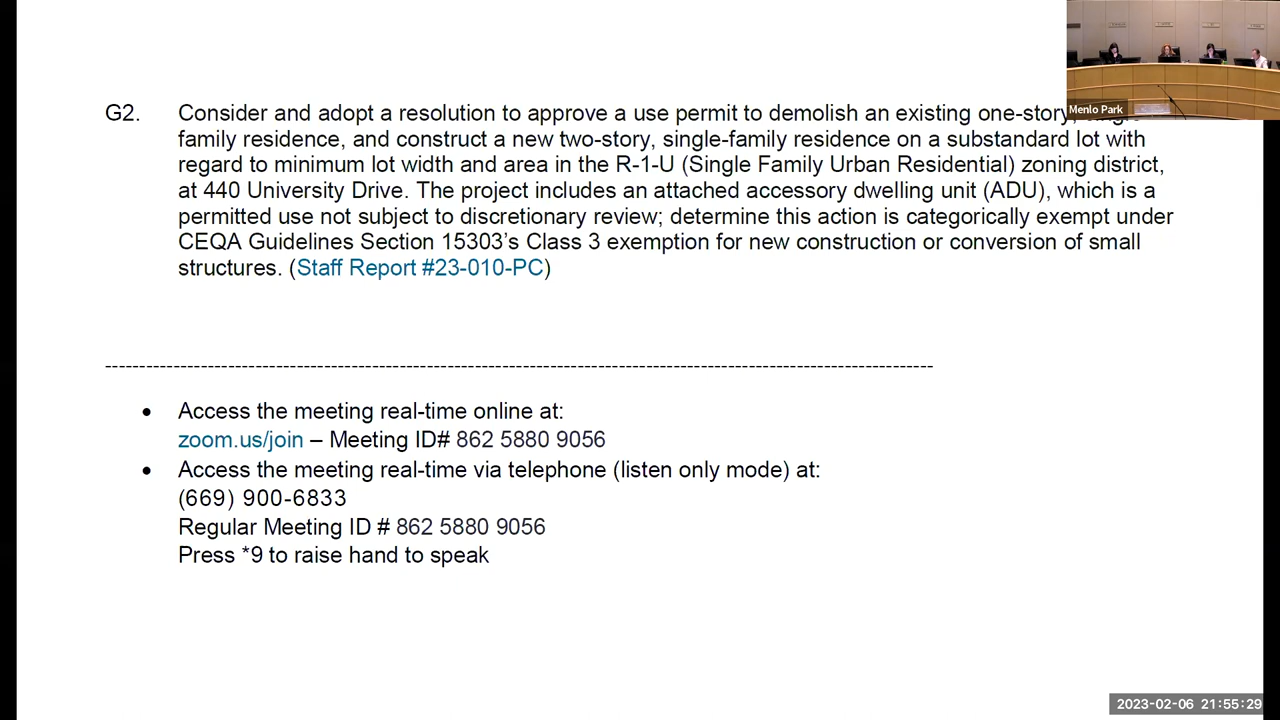 G2. Consider and adopt a resolution to approve a use permit to demolish an existing one-story,
family residence, and construct a new two-story, single-family residence on a substandard lot with
regard to minimum lot width and area in the R-1-U (Single Family Urban Residential) zoning district,
at 440 University Drive. The project includes an attached accessory dwelling unit (ADU), which is a
permitted use not subject to discretionary review; determine this action is categorically exempt under
CEQA Guidelines Section 15303’s Class 3 exemption for new construction or conversion of small
structures. (Staff Report #23-010-PC)
Menlo Park
--------------------------------------------------------------------------------------------------------------------
• Access the meeting real-time online at:
zoom.us/join – Meeting ID# 862 5880 9056
• Access the meeting real-time via telephone (listen only mode) at:
(669) 900-6833
Regular Meeting ID # 862 5880 9056
Press *9 to raise hand to speak
2023-02-06 21:55:29